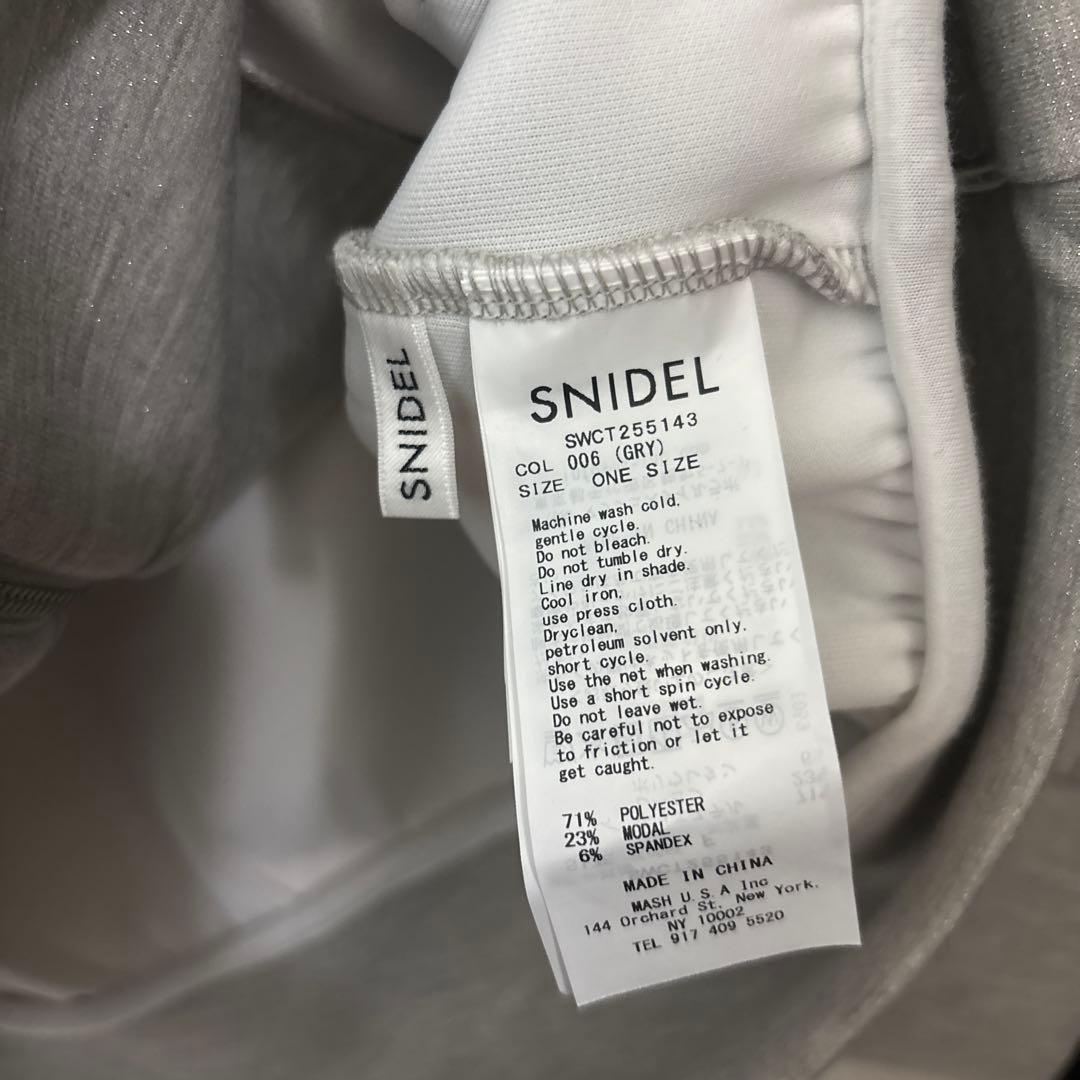 SNIDEL
SNIDEL
SWCT255143
COL 006 (GRY)
SIZE ONE SIZE
Machine wash cold,
gentle cycle.
Do not bleach.
Do not tumble dry.
Line dry in shade.
Cool iron,
use press cloth.
Dryclean,
petroleum solvent only.
short cycle.
Use the net when washing.
Use a short spin cycle.
Do not leave wet.
Be careful not to expose
to friction or let it
get caught.
71% POLYESTER
23% MODAL
6% SPANDEX
MADE IN CHINA
MASH U.S.A Inc
144 Orchard St. New York.
NY 10002
TEL 917 409 5520